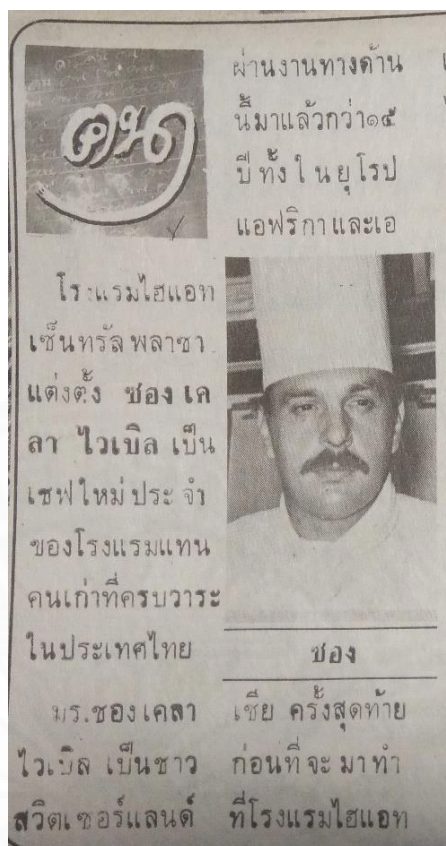 คน
โรงแรมไฮแอท
เซ็นทรัล พลาซา
แต่งตั้ง ชอง เค
ลา ไวเบิล เป็น
เชฟใหม่ประจำ
ของโรงแรมแทน
คนเก่าที่ครบวาระ
ในประเทศไทย
มร.ชอง เคลา
ไวเบิล เป็นชาว
สวิตเซอร์แลนด์
ผ่านงานทางด้าน
นี้มาแล้วกว่า๑๕
ปี ทั้ง ใน ยุโรป
แอฟริกา และเอ
ชอง
เชีย ครั้งสุดท้าย
ก่อนที่ จะ มา ทำ
ที่โรงแรมไฮแอท